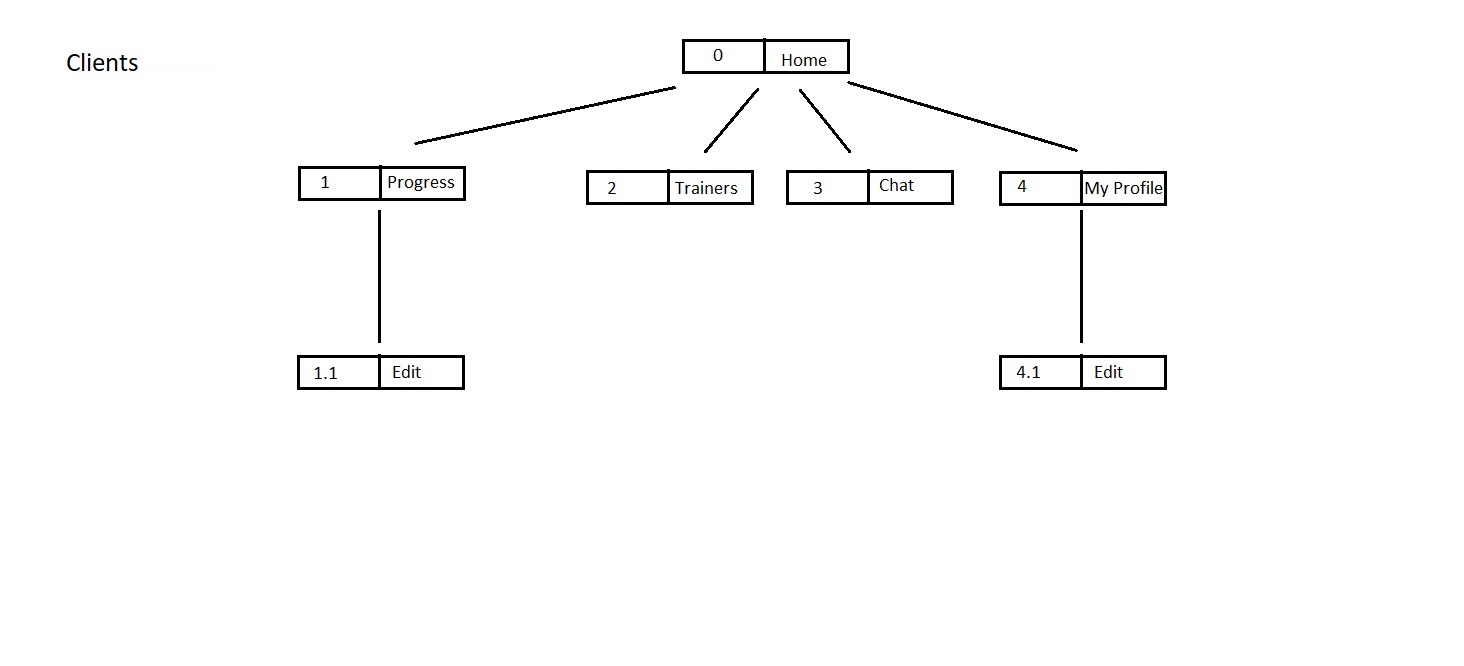 Clients
0 Home
1 Progress
2 Trainers
3 Chat
4 My Profile
1.1 Edit
4.1 Edit